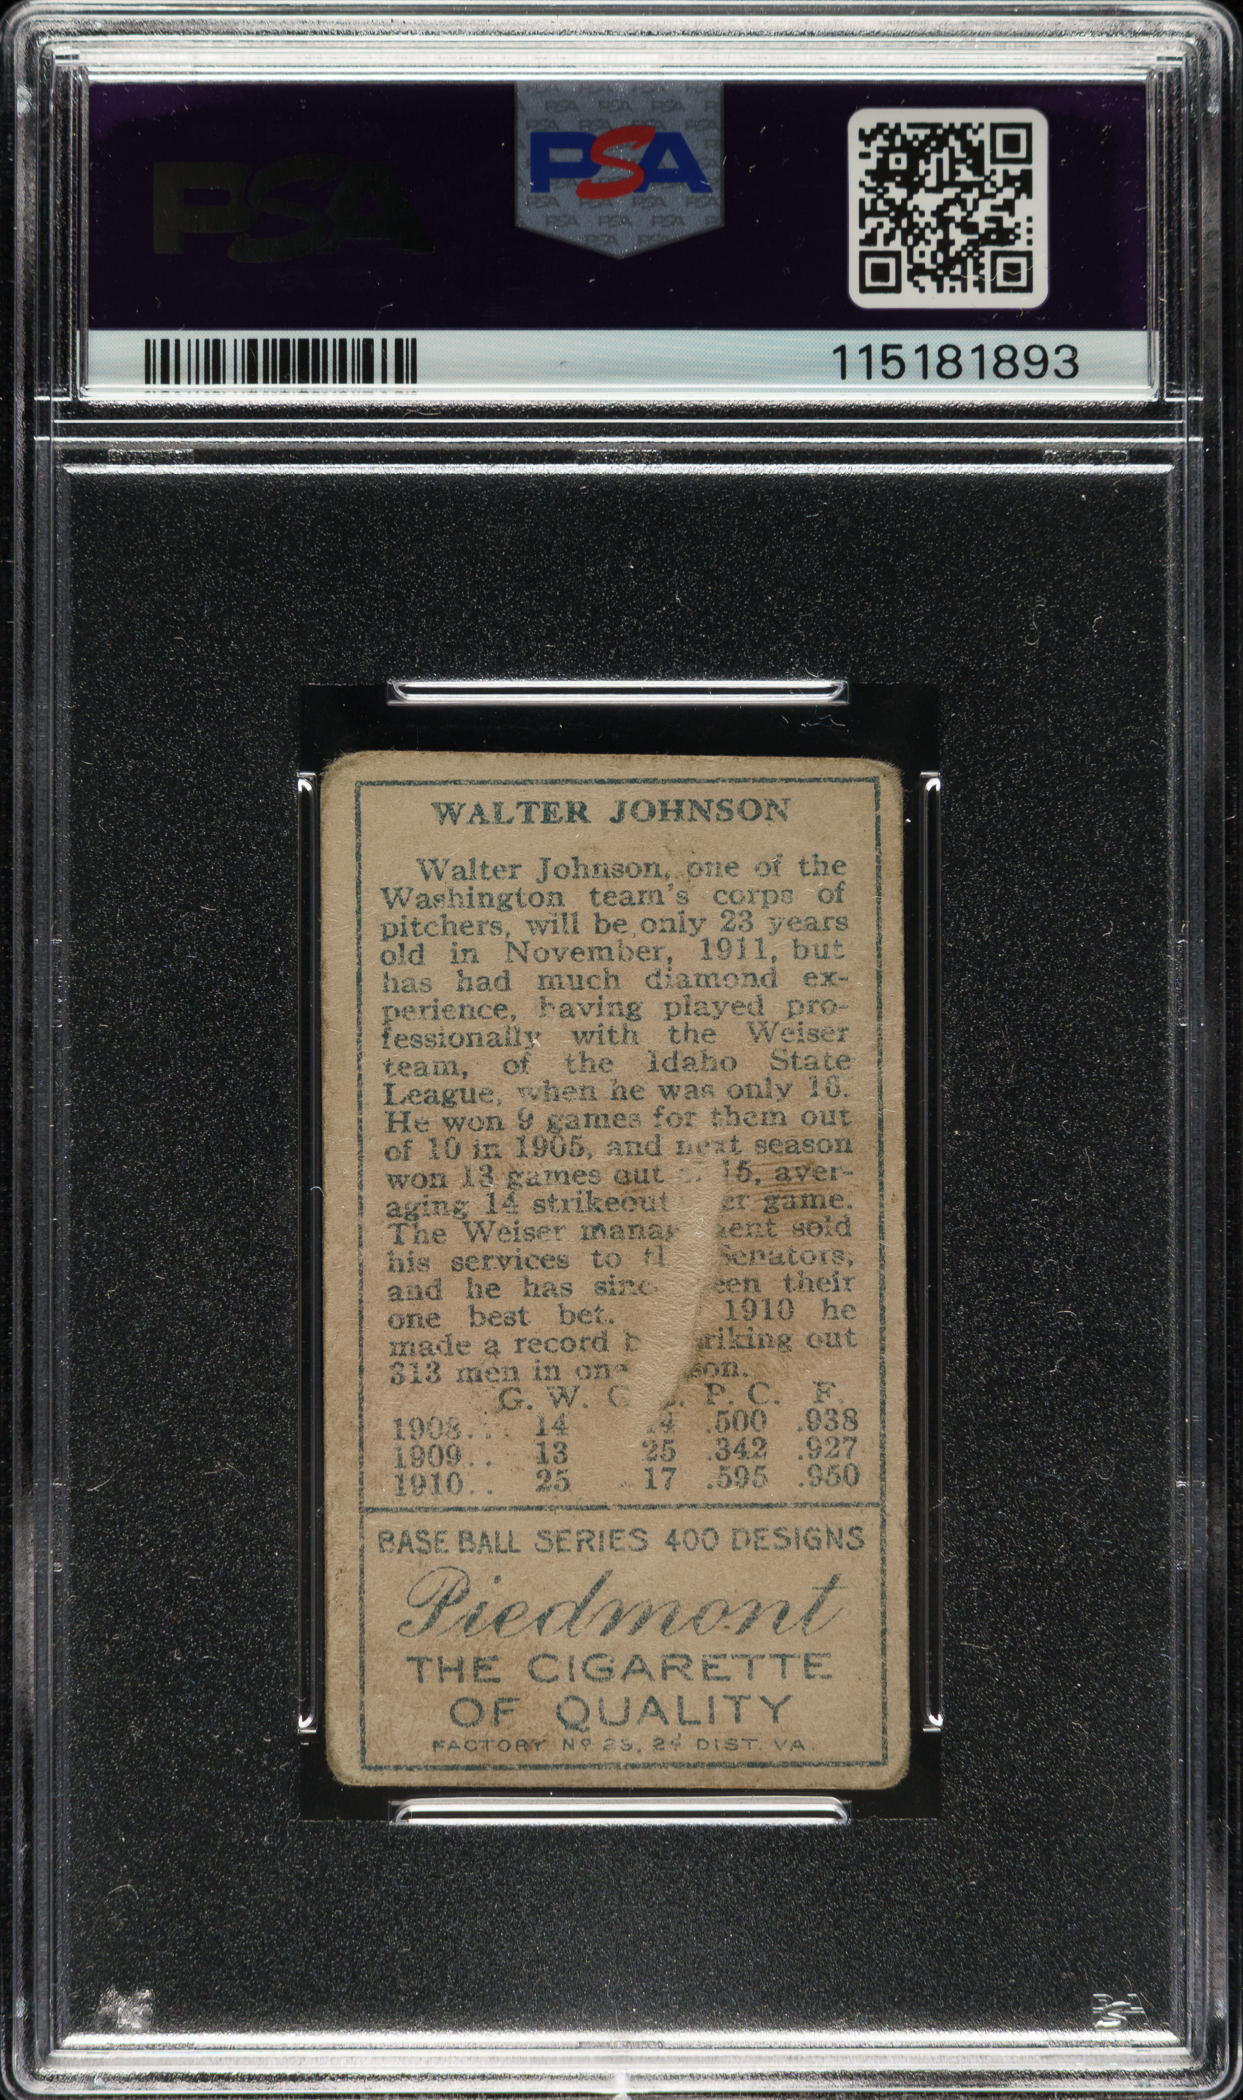 PSA
115181893
WALTER JOHNSON
Walter Johnson, one of the
Washington team's corps of
pitchers, will be only 23 years
old in November, 1911, but
has had much diamond ex-
perience, having played pro-
fessionally with the Weiser
team, of the Idaho State
League, when he was only 16.
He won 9 games for them out
of 10 in 1905, and next season
won 13 games out 15, aver-
aging 14 strikeout er game.
The Weiser manag ment sold
his services to Senators,
and he has sinc een their
one best bet. 1910 he
made a record riking out
313 men in one son.
G. W. P. C. F.
1908.. 14 14 .500 .938
1909.. 13 25 .342 .927
1910.. 25 17 .595 .950
BASE BALL SERIES 400 DESIGNS
Piedmont
THE CIGARETTE
OF QUALITY
FACTORY Nº 25, 2d DIST. VA.